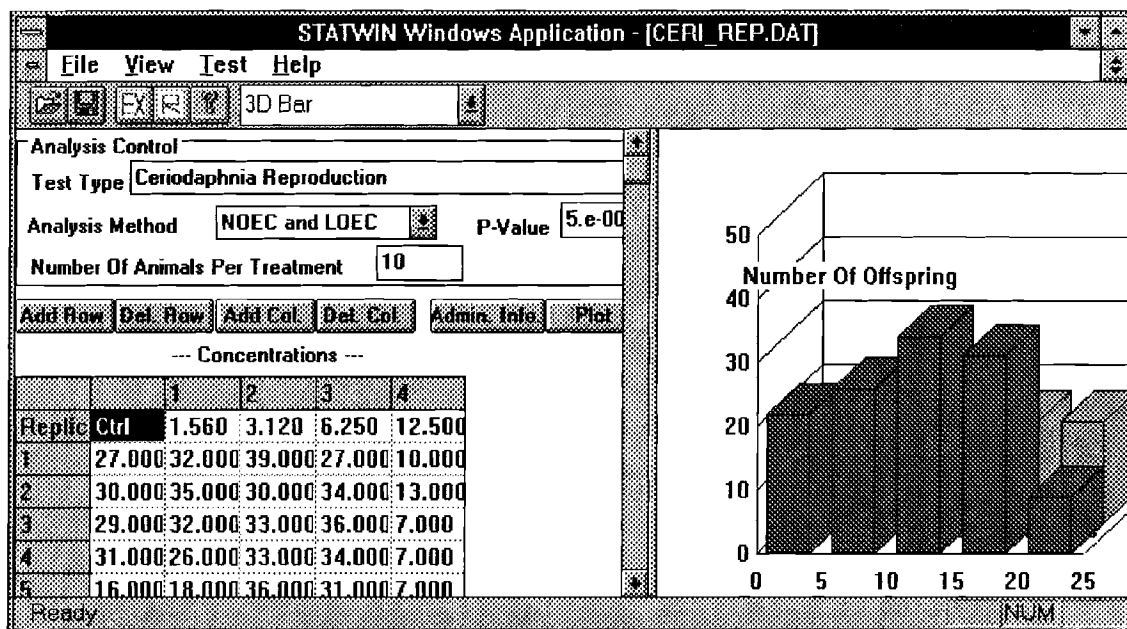 STATWIN Windows Application - [CERI_REP.DAT]
File View Test Help
EX R ? 3D Bar
Analysis Control
Test Type Ceriodaphnia Reproduction
Analysis Method NOEC and LOEC P-Value 5.e-00
Number Of Animals Per Treatment 10
Add Row Del. Row Add Col. Del. Col. Admin. Info. Plot
--- Concentrations ---
1 2 3 4
Replic Ctrl 1.560 3.120 6.250 12.500
1 27.000 32.000 39.000 27.000 10.000
2 30.000 35.000 30.000 34.000 13.000
3 29.000 32.000 33.000 36.000 7.000
4 31.000 26.000 33.000 34.000 7.000
5 16.000 18.000 36.000 31.000 7.000
Number Of Offspring
50
40
30
20
10
0
0 5 10 15 20 25
Ready NUM